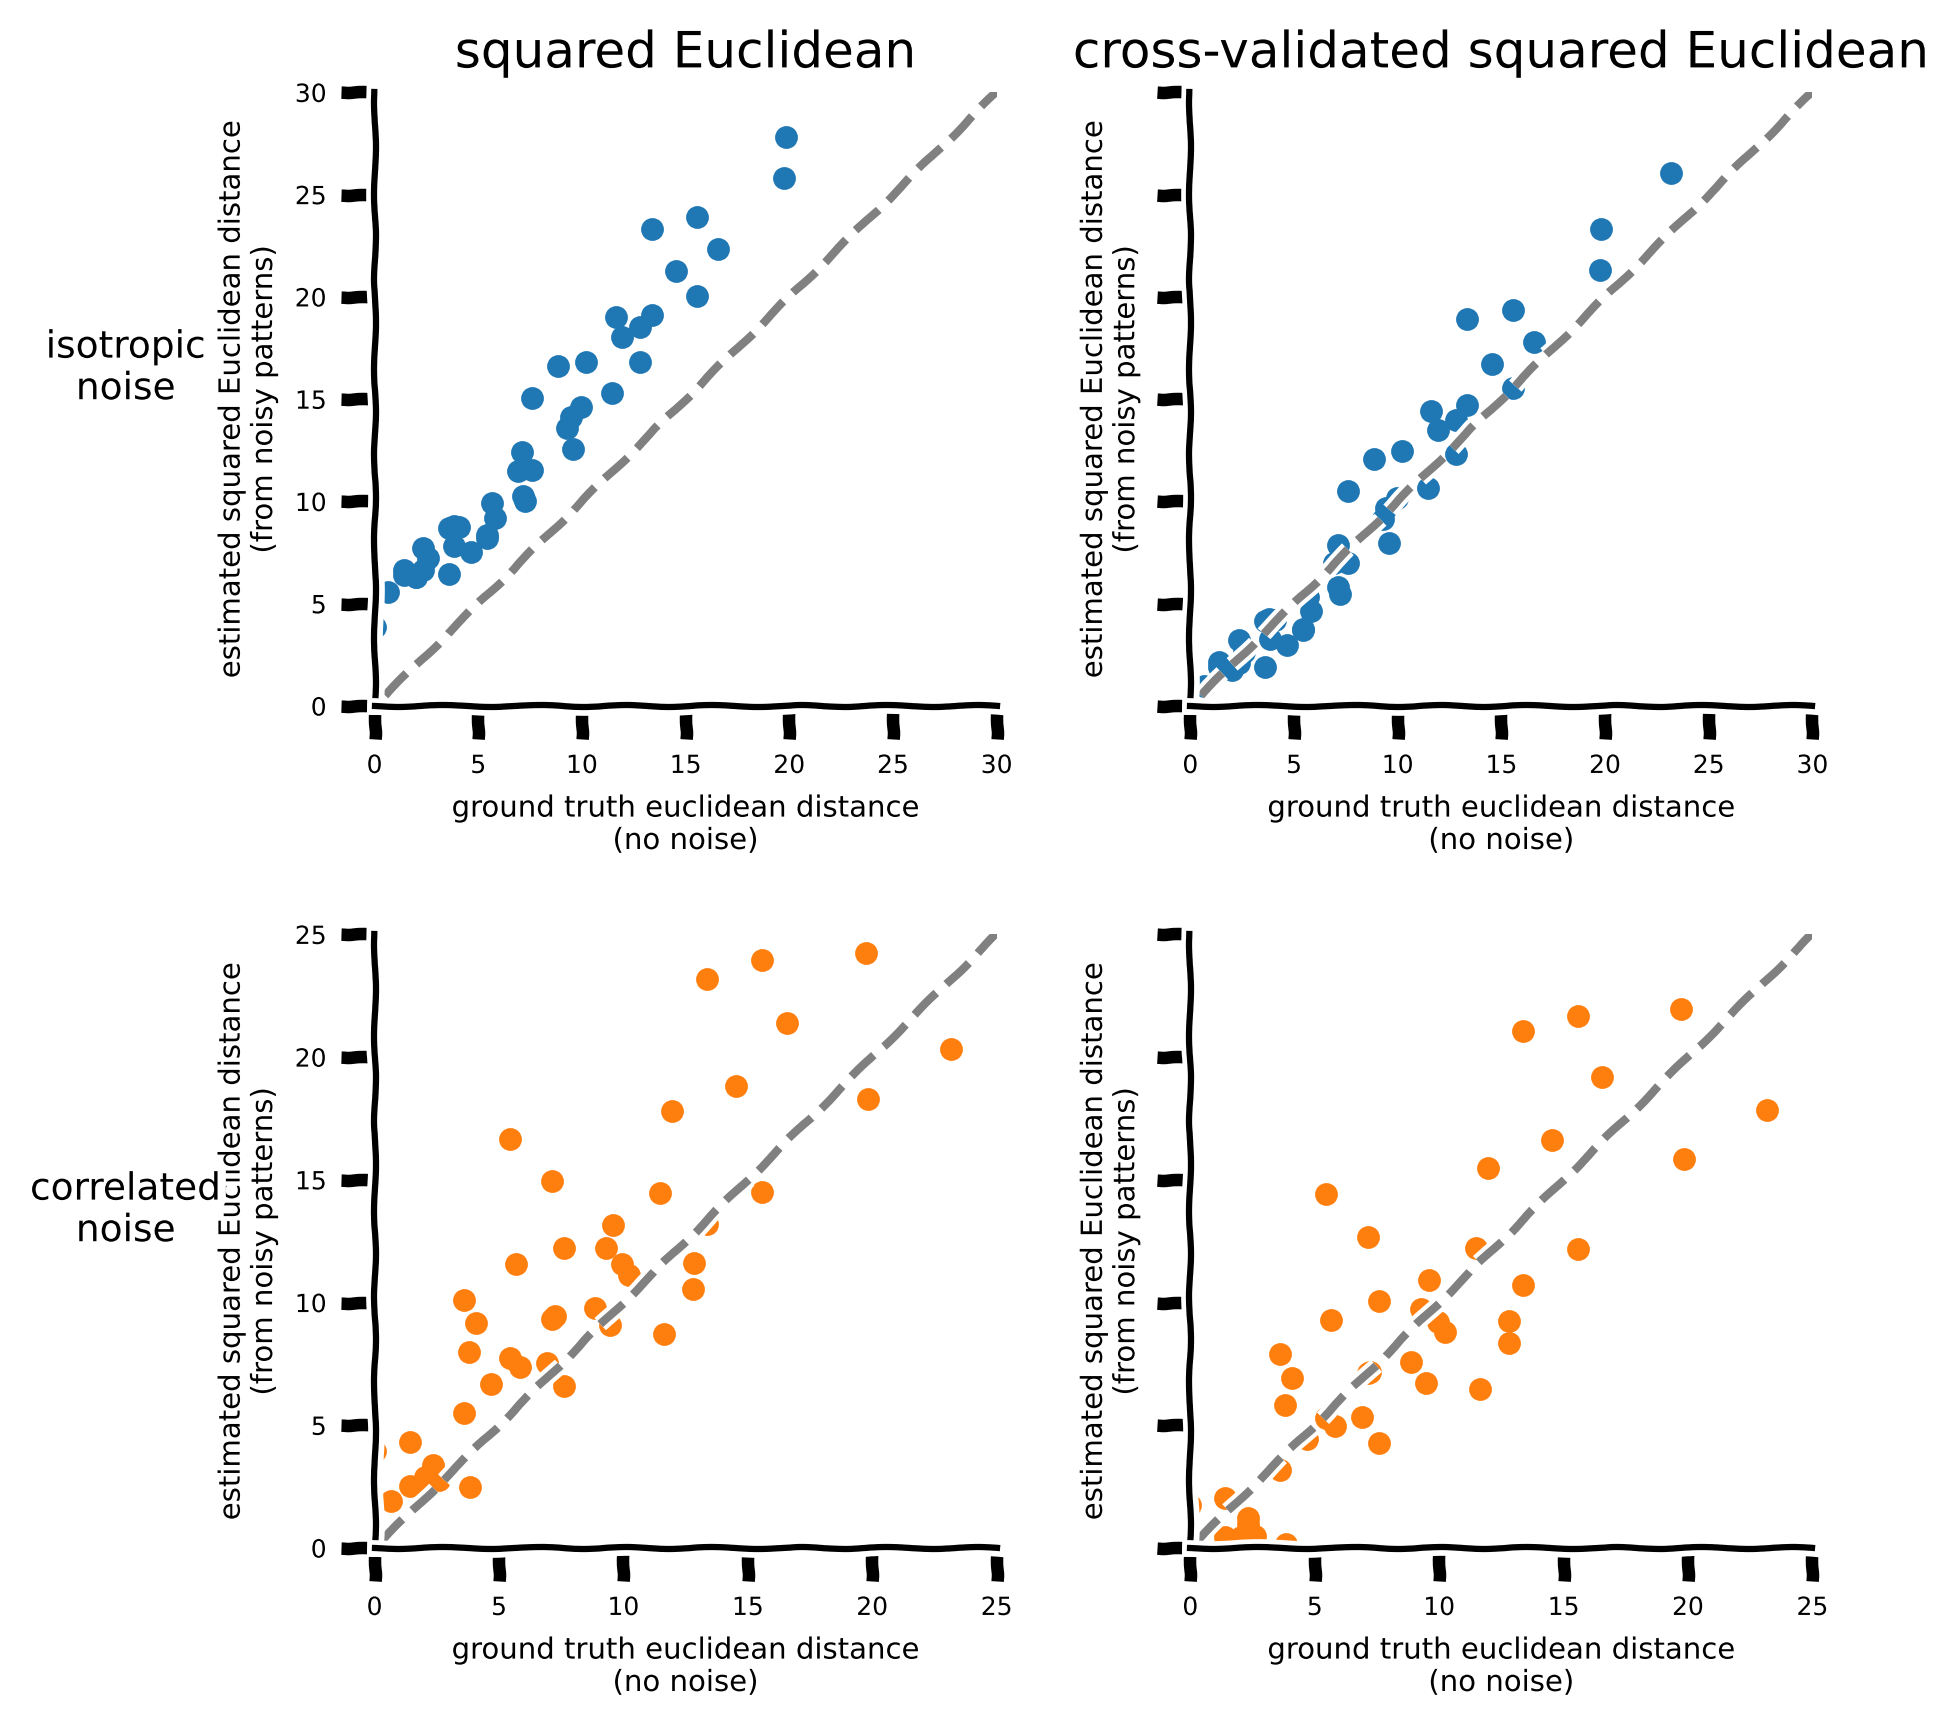 squared Euclidean
cross-validated squared Euclidean
isotropic
noise
estimated squared Euclidean distance
(from noisy patterns)
30
25
20
15
10
5
0
0 5 10 15 20 25 30
ground truth euclidean distance
(no noise)
estimated squared Euclidean distance
(from noisy patterns)
0 5 10 15 20 25 30
ground truth euclidean distance
(no noise)
correlated
noise
estimated squared Euclidean distance
(from noisy patterns)
25
20
15
10
5
0
0 5 10 15 20 25
ground truth euclidean distance
(no noise)
estimated squared Euclidean distance
(from noisy patterns)
0 5 10 15 20 25
ground truth euclidean distance
(no noise)